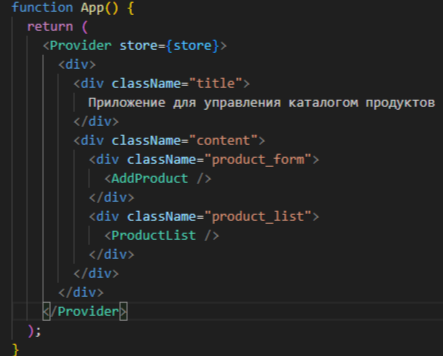 function App() {
  return (
    <Provider store={store}>
      <div>
        <div className="title">
          Приложение для управления каталогом продуктов
        </div>
        <div className="content">
          <div className="product_form">
            <AddProduct />
          </div>
          <div className="product_list">
            <ProductList />
          </div>
        </div>
      </div>
    </Provider>
  );
}